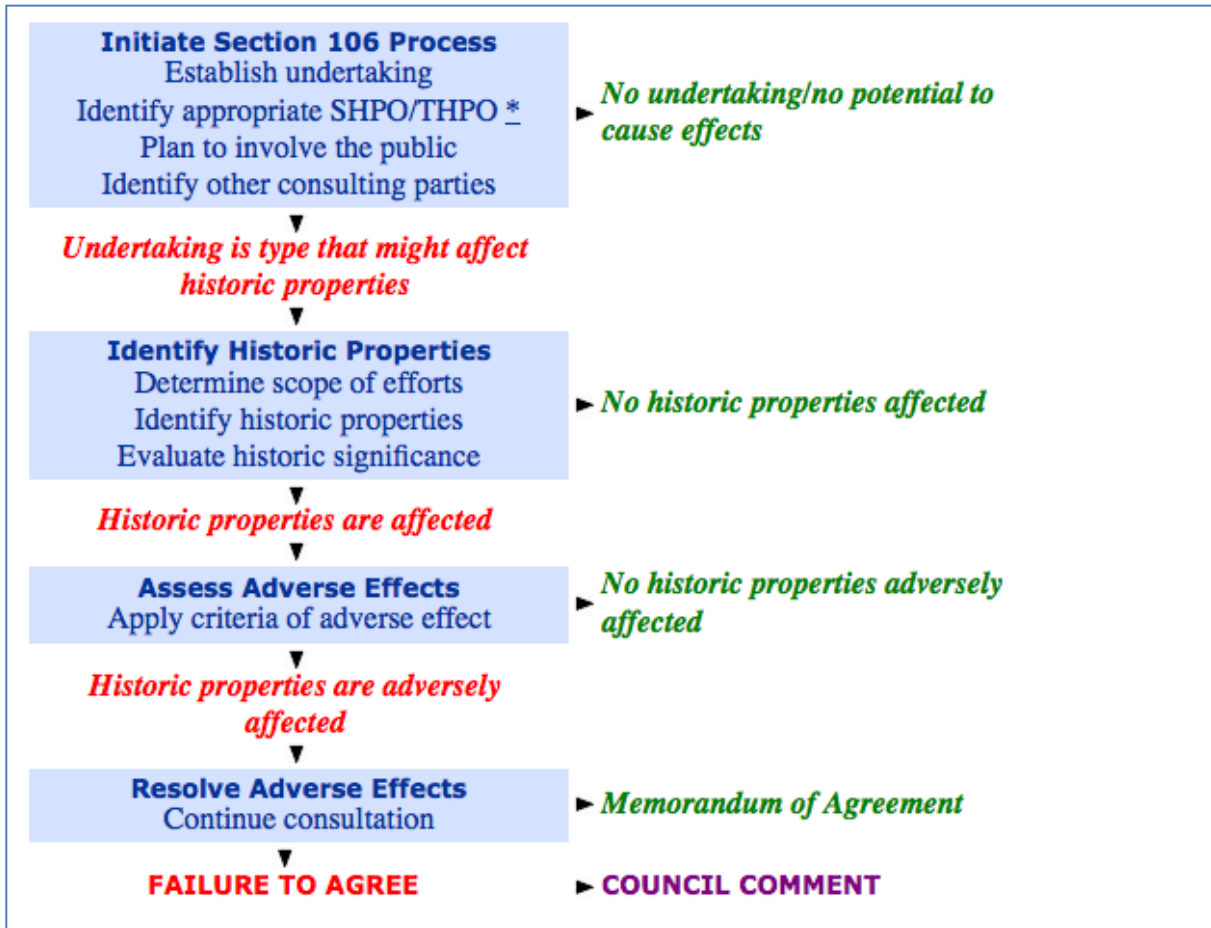 Initiate Section 106 Process
Establish undertaking
Identify appropriate SHPO/THPO *
Plan to involve the public
Identify other consulting parties
No undertaking/no potential to
cause effects
Undertaking is type that might affect
historic properties
Identify Historic Properties
Determine scope of efforts
Identify historic properties
Evaluate historic significance
No historic properties affected
Historic properties are affected
Assess Adverse Effects
Apply criteria of adverse effect
No historic properties adversely
affected
Historic properties are adversely
affected
Resolve Adverse Effects
Continue consultation
Memorandum of Agreement
FAILURE TO AGREE
COUNCIL COMMENT